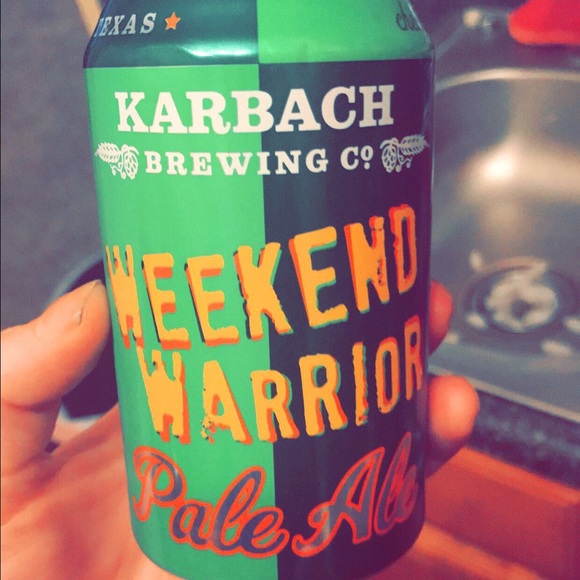 TEXAS
KARBACH
BREWING Cº
WEEKEND
WARRIOR
Pale Ale